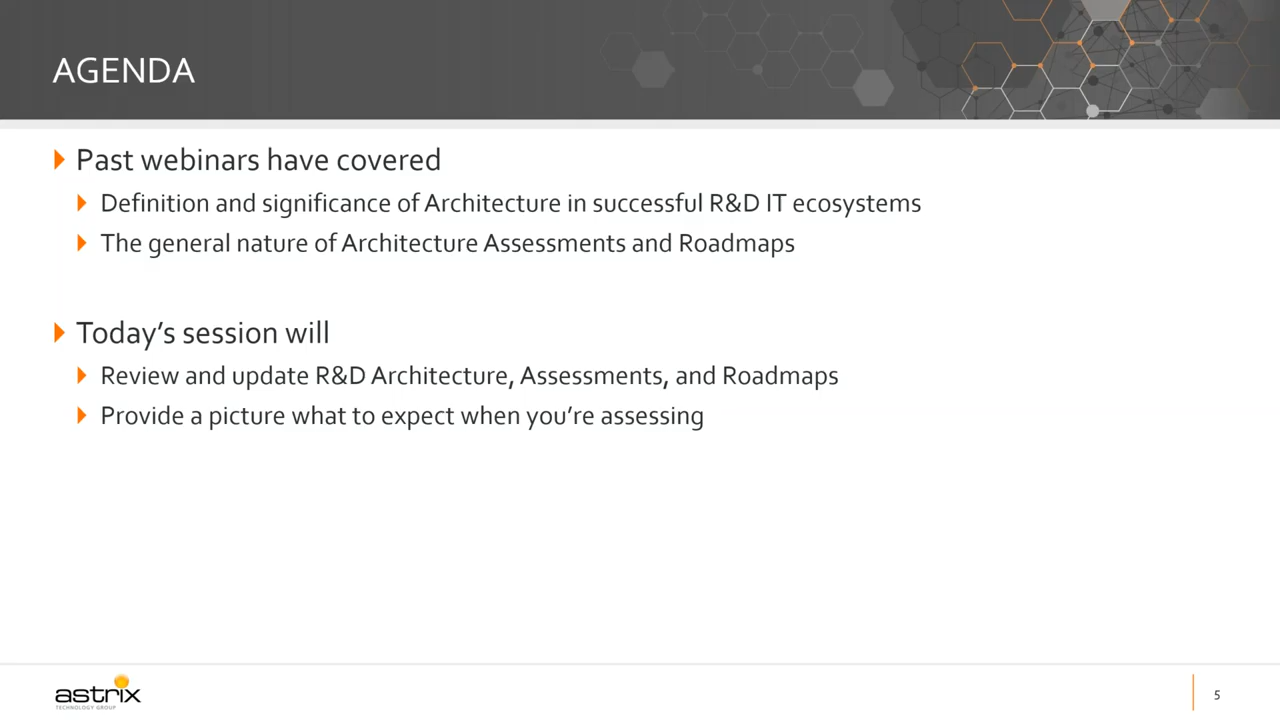 AGENDA
Past webinars have covered
Definition and significance of Architecture in successful R&D IT ecosystems
The general nature of Architecture Assessments and Roadmaps
Today's session will
Review and update R&D Architecture, Assessments, and Roadmaps
Provide a picture what to expect when you're assessing
astrix
TECHNOLOGY GROUP
5